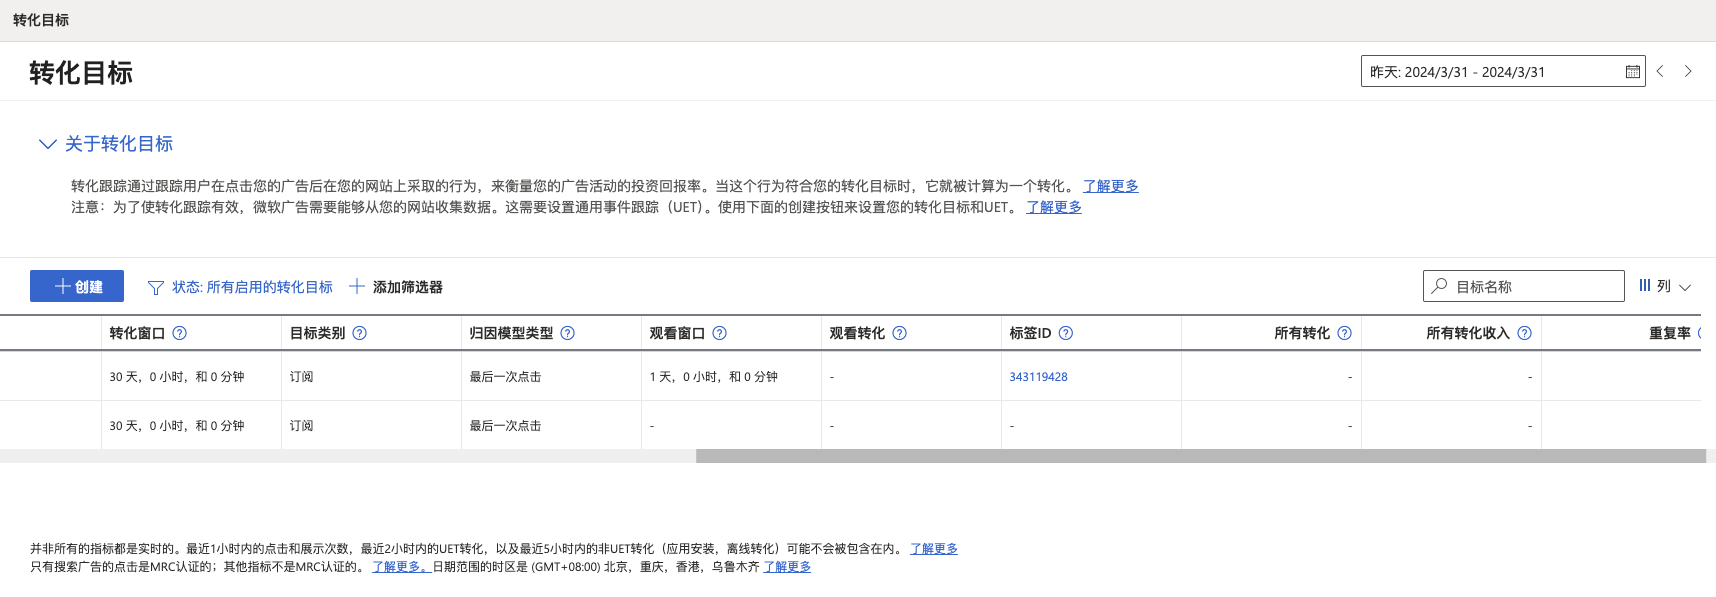 转化目标
转化目标
昨天: 2024/3/31 - 2024/3/31
关于转化目标
转化跟踪通过跟踪用户在点击您的广告后在您的网站上采取的行为，来衡量您的广告活动的投资回报率。当这个行为符合您的转化目标时，它就被计算为一个转化。 了解更多
注意：为了使转化跟踪有效，微软广告需要能够从您的网站收集数据。这需要设置通用事件跟踪（UET）。使用下面的创建按钮来设置您的转化目标和UET。 了解更多
创建 状态: 所有启用的转化目标 添加筛选器 目标名称 列
转化窗口 目标类别 归因模型类型 观看窗口 观看转化 标签ID 所有转化 所有转化收入 重复率
30 天，0 小时，和 0 分钟 订阅 最后一次点击 1 天，0 小时，和 0 分钟 - 343119428 - -
30 天，0 小时，和 0 分钟 订阅 最后一次点击 - - - - -
并非所有的指标都是实时的。最近1小时内的点击和展示次数，最近2小时内的UET转化，以及最近5小时内的非UET转化（应用安装，离线转化）可能不会被包含在内。 了解更多
只有搜索广告的点击是MRC认证的；其他指标不是MRC认证的。 了解更多。日期范围的时区是 (GMT+08:00) 北京，重庆，香港，乌鲁木齐 了解更多